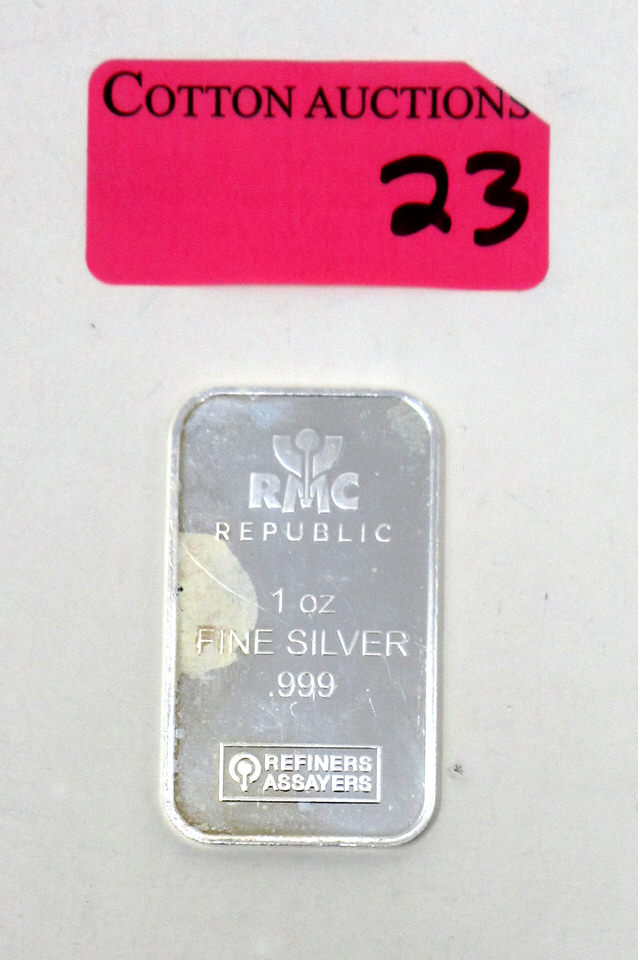 COTTON AUCTIONS
23
RMC
REPUBLIC
1 oz
FINE SILVER
.999
REFINERS
ASSAYERS